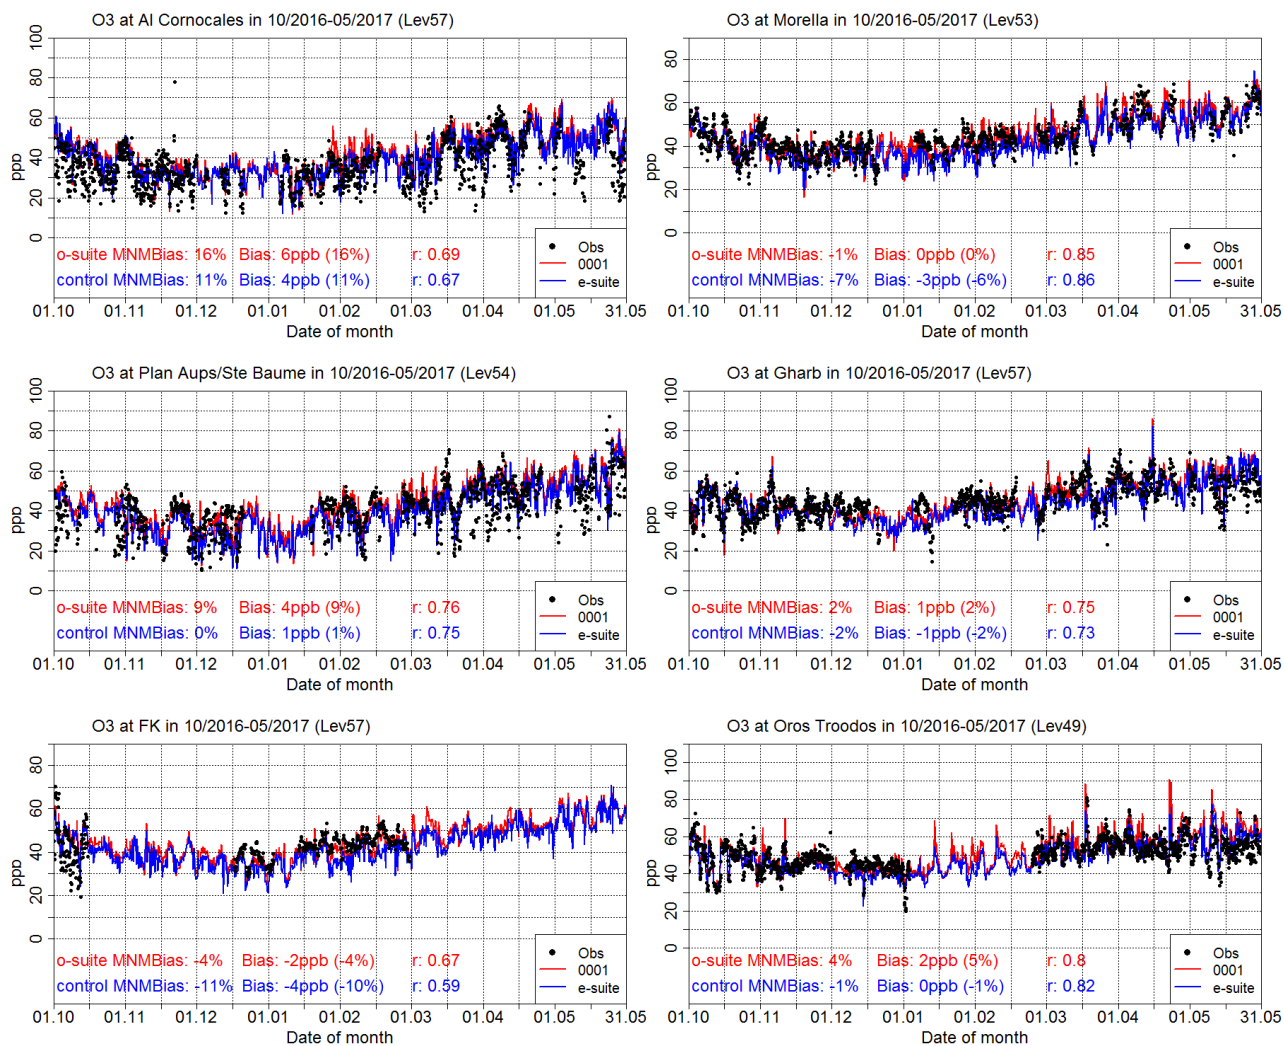 O3 at Al Cornocales in 10/2016-05/2017 (Lev57)
100
80
60
40
20
0
ppb
o-suite MNMBias: 16% Bias: 6ppb (16%) r: 0.69
control MNMBias: 11% Bias: 4ppb (11%) r: 0.67
Obs
0001
e-suite
01.10 01.11 01.12 01.01 01.02 01.03 01.04 01.05 31.05
Date of month
O3 at Morella in 10/2016-05/2017 (Lev53)
80
60
40
20
0
ppb
o-suite MNMBias: -1% Bias: 0ppb (0%) r: 0.85
control MNMBias: -7% Bias: -3ppb (-6%) r: 0.86
Obs
0001
e-suite
01.10 01.11 01.12 01.01 01.02 01.03 01.04 01.05 31.05
Date of month
O3 at Plan Aups/Ste Baume in 10/2016-05/2017 (Lev54)
100
80
60
40
20
0
ppb
o-suite MNMBias: 9% Bias: 4ppb (9%) r: 0.76
control MNMBias: 0% Bias: 1ppb (1%) r: 0.75
Obs
0001
e-suite
01.10 01.11 01.12 01.01 01.02 01.03 01.04 01.05 31.05
Date of month
O3 at Gharb in 10/2016-05/2017 (Lev57)
100
80
60
40
20
0
ppb
o-suite MNMBias: 2% Bias: 1ppb (2%) r: 0.75
control MNMBias: -2% Bias: -1ppb (-2%) r: 0.73
Obs
0001
e-suite
01.10 01.11 01.12 01.01 01.02 01.03 01.04 01.05 31.05
Date of month
O3 at FK in 10/2016-05/2017 (Lev57)
80
60
40
20
0
ppb
o-suite MNMBias: -4% Bias: -2ppb (-4%) r: 0.67
control MNMBias: -11% Bias: -4ppb (-10%) r: 0.59
Obs
0001
e-suite
01.10 01.11 01.12 01.01 01.02 01.03 01.04 01.05 31.05
Date of month
O3 at Oros Troodos in 10/2016-05/2017 (Lev49)
100
80
60
40
20
0
ppb
o-suite MNMBias: 4% Bias: 2ppb (5%) r: 0.8
control MNMBias: -1% Bias: 0ppb (-1%) r: 0.82
Obs
0001
e-suite
01.10 01.11 01.12 01.01 01.02 01.03 01.04 01.05 31.05
Date of month